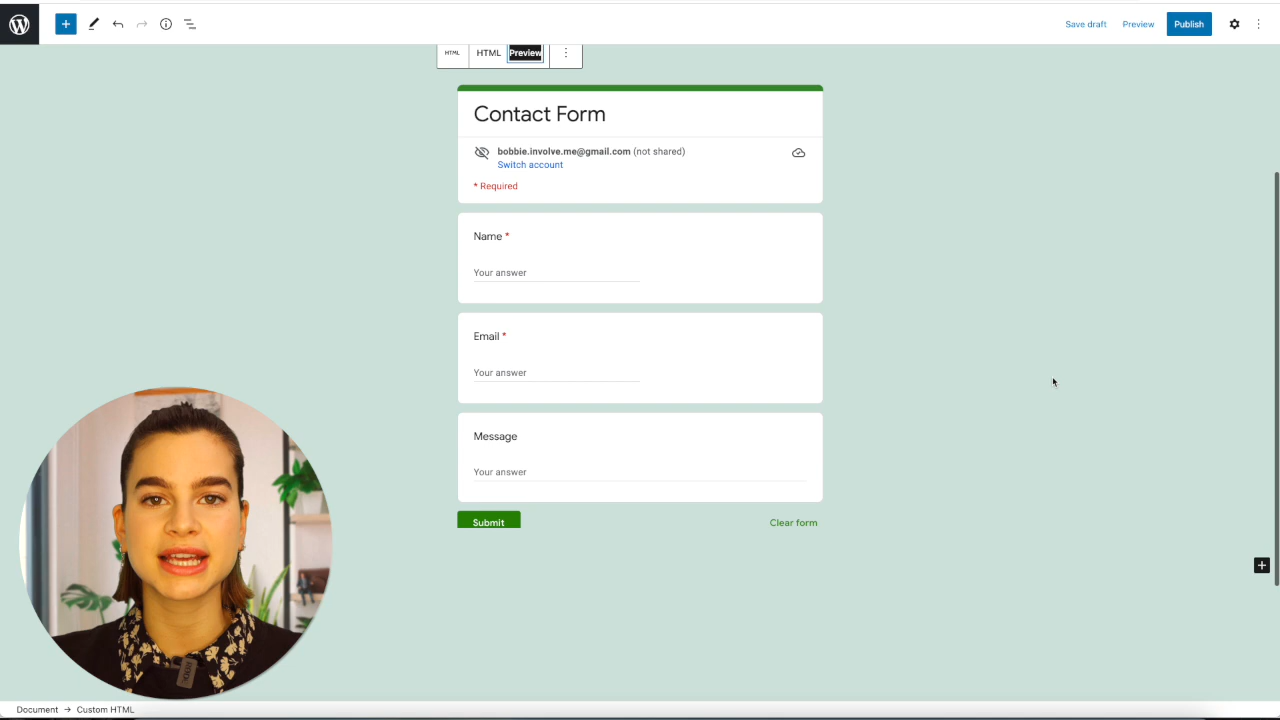 Save draft
Preview
Publish
HTML
HTML
Preview
Contact Form
bobbie.involve.me@gmail.com (not shared)
Switch account
* Required
Name *
Your answer
Email *
Your answer
Message
Your answer
Submit
Clear form
Document → Custom HTML